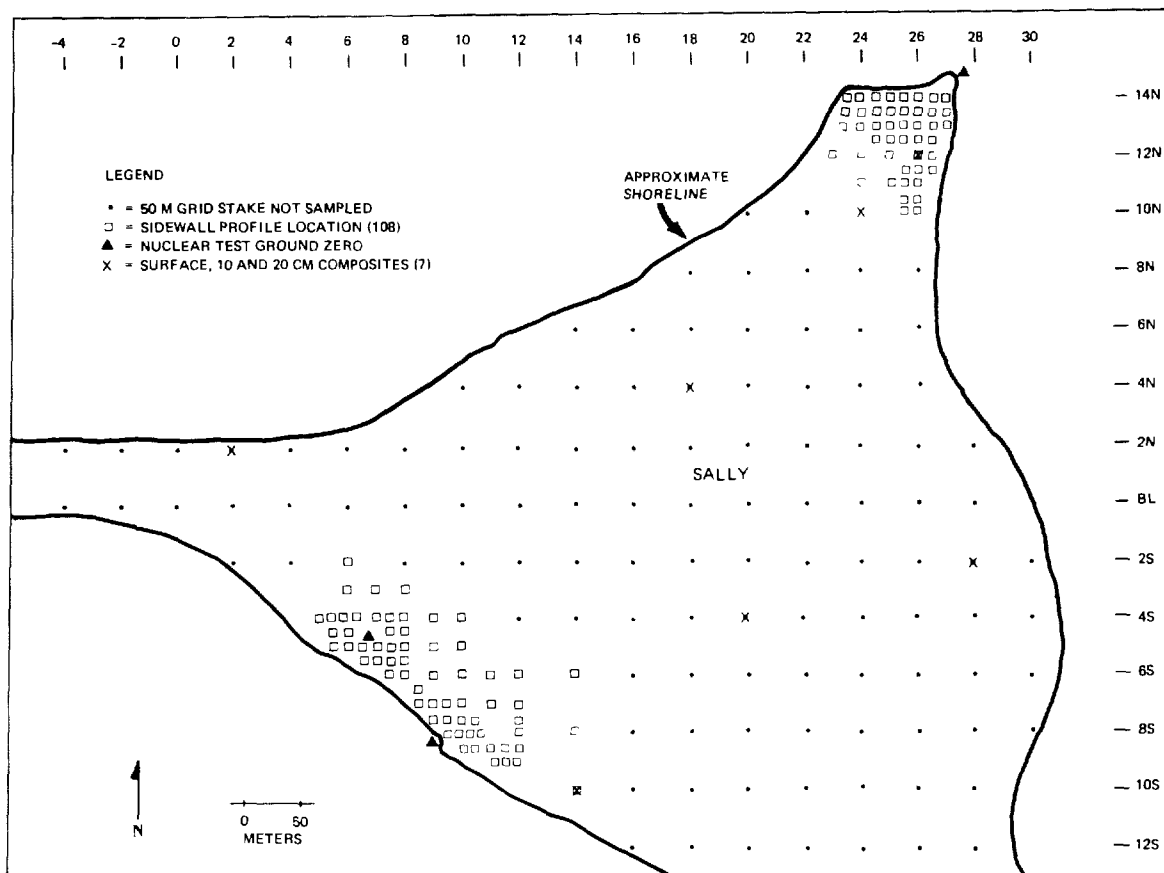 -4 -2 0 2 4 6 8 10 12 14 16 18 20 22 24 26 28 30
14N
12N
10N
8N
6N
4N
2N
BL
2S
4S
6S
8S
10S
12S
LEGEND
• = 50 M GRID STAKE NOT SAMPLED
□ = SIDEWALL PROFILE LOCATION (108)
▲ = NUCLEAR TEST GROUND ZERO
X = SURFACE, 10 AND 20 CM COMPOSITES (7)
APPROXIMATE
SHORELINE
SALLY
N
0 50
METERS